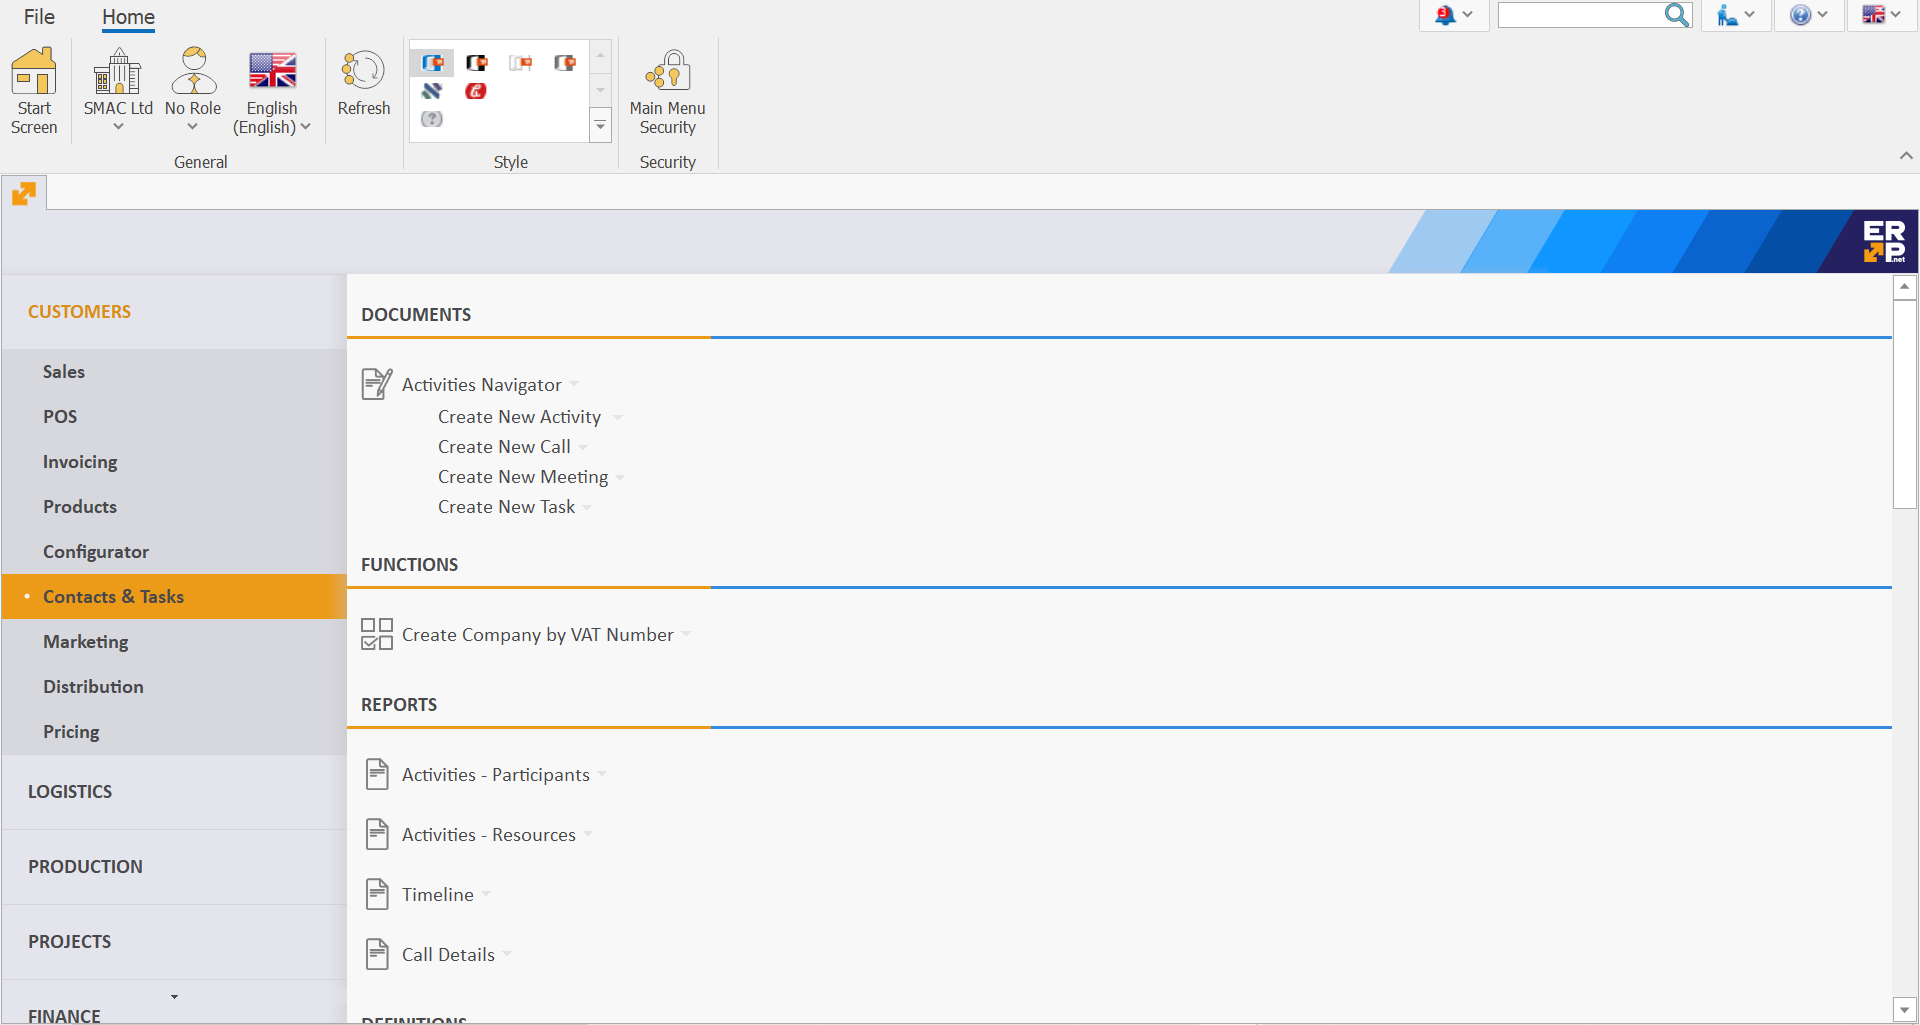 File
Home
3
Start
Screen
SMAC Ltd
No Role
English
(English)
Refresh
Main Menu
Security
General
Style
Security
ERP
.net
CUSTOMERS
Sales
POS
Invoicing
Products
Configurator
Contacts & Tasks
Marketing
Distribution
Pricing
LOGISTICS
PRODUCTION
PROJECTS
FINANCE
DOCUMENTS
Activities Navigator
Create New Activity
Create New Call
Create New Meeting
Create New Task
FUNCTIONS
Create Company by VAT Number
REPORTS
Activities - Participants
Activities - Resources
Timeline
Call Details
DEFINITIONS